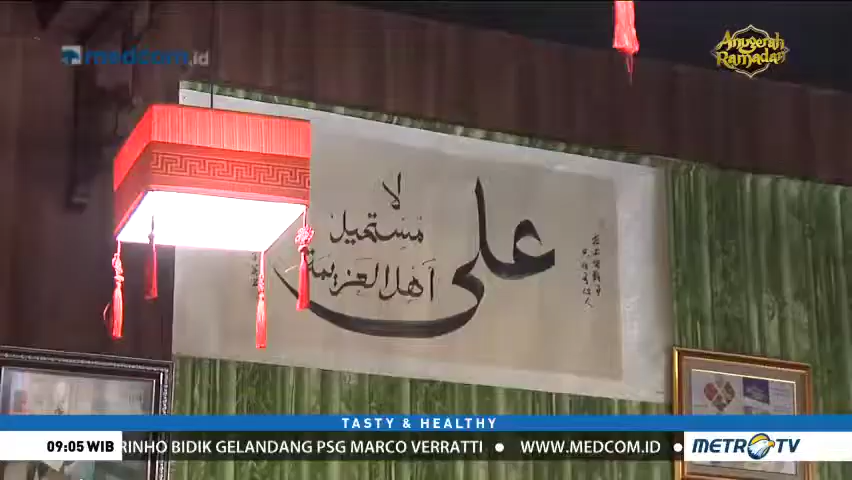 medcom.id
Anugerah
Ramadan
لا
مستحيل
على
أهل العزيمة
TASTY & HEALTHY
09:05 WIB
RINHO BIDIK GELANDANG PSG MARCO VERRATTI • WWW.MEDCOM.ID •
METRO TV